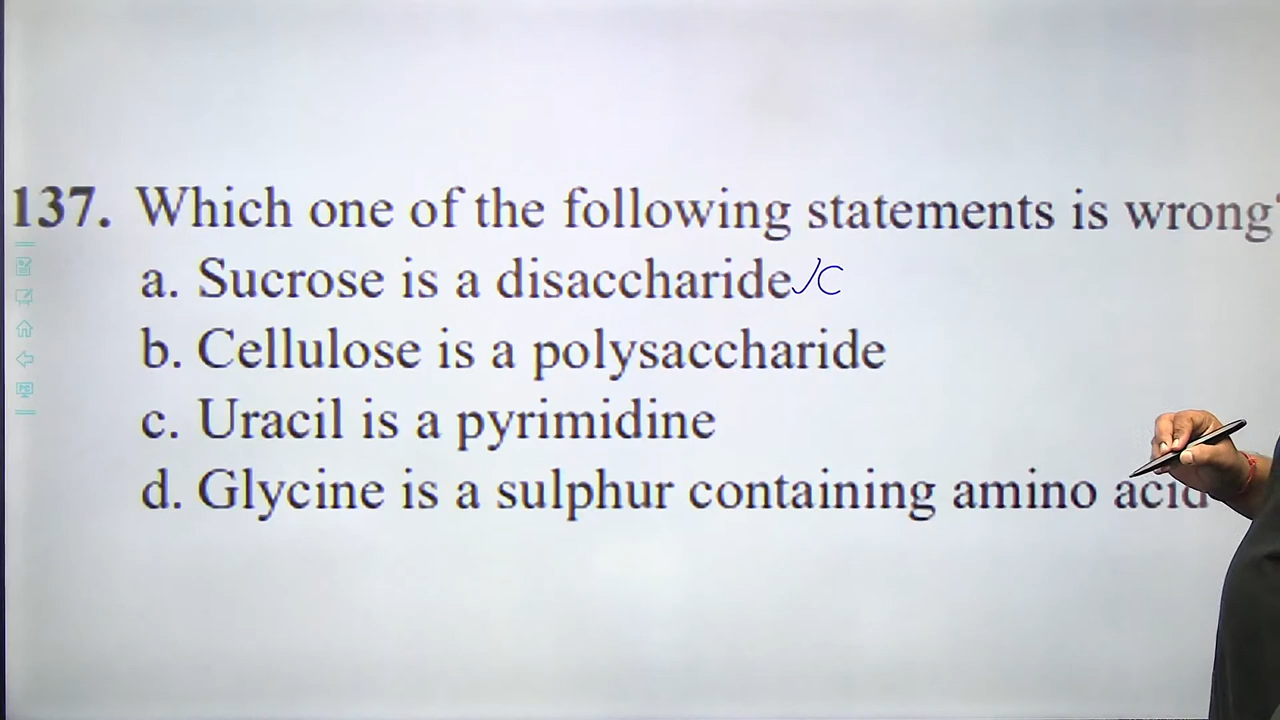 137. Which one of the following statements is wrong?
a. Sucrose is a disaccharide ✓C
b. Cellulose is a polysaccharide
c. Uracil is a pyrimidine
d. Glycine is a sulphur containing amino acid
PC